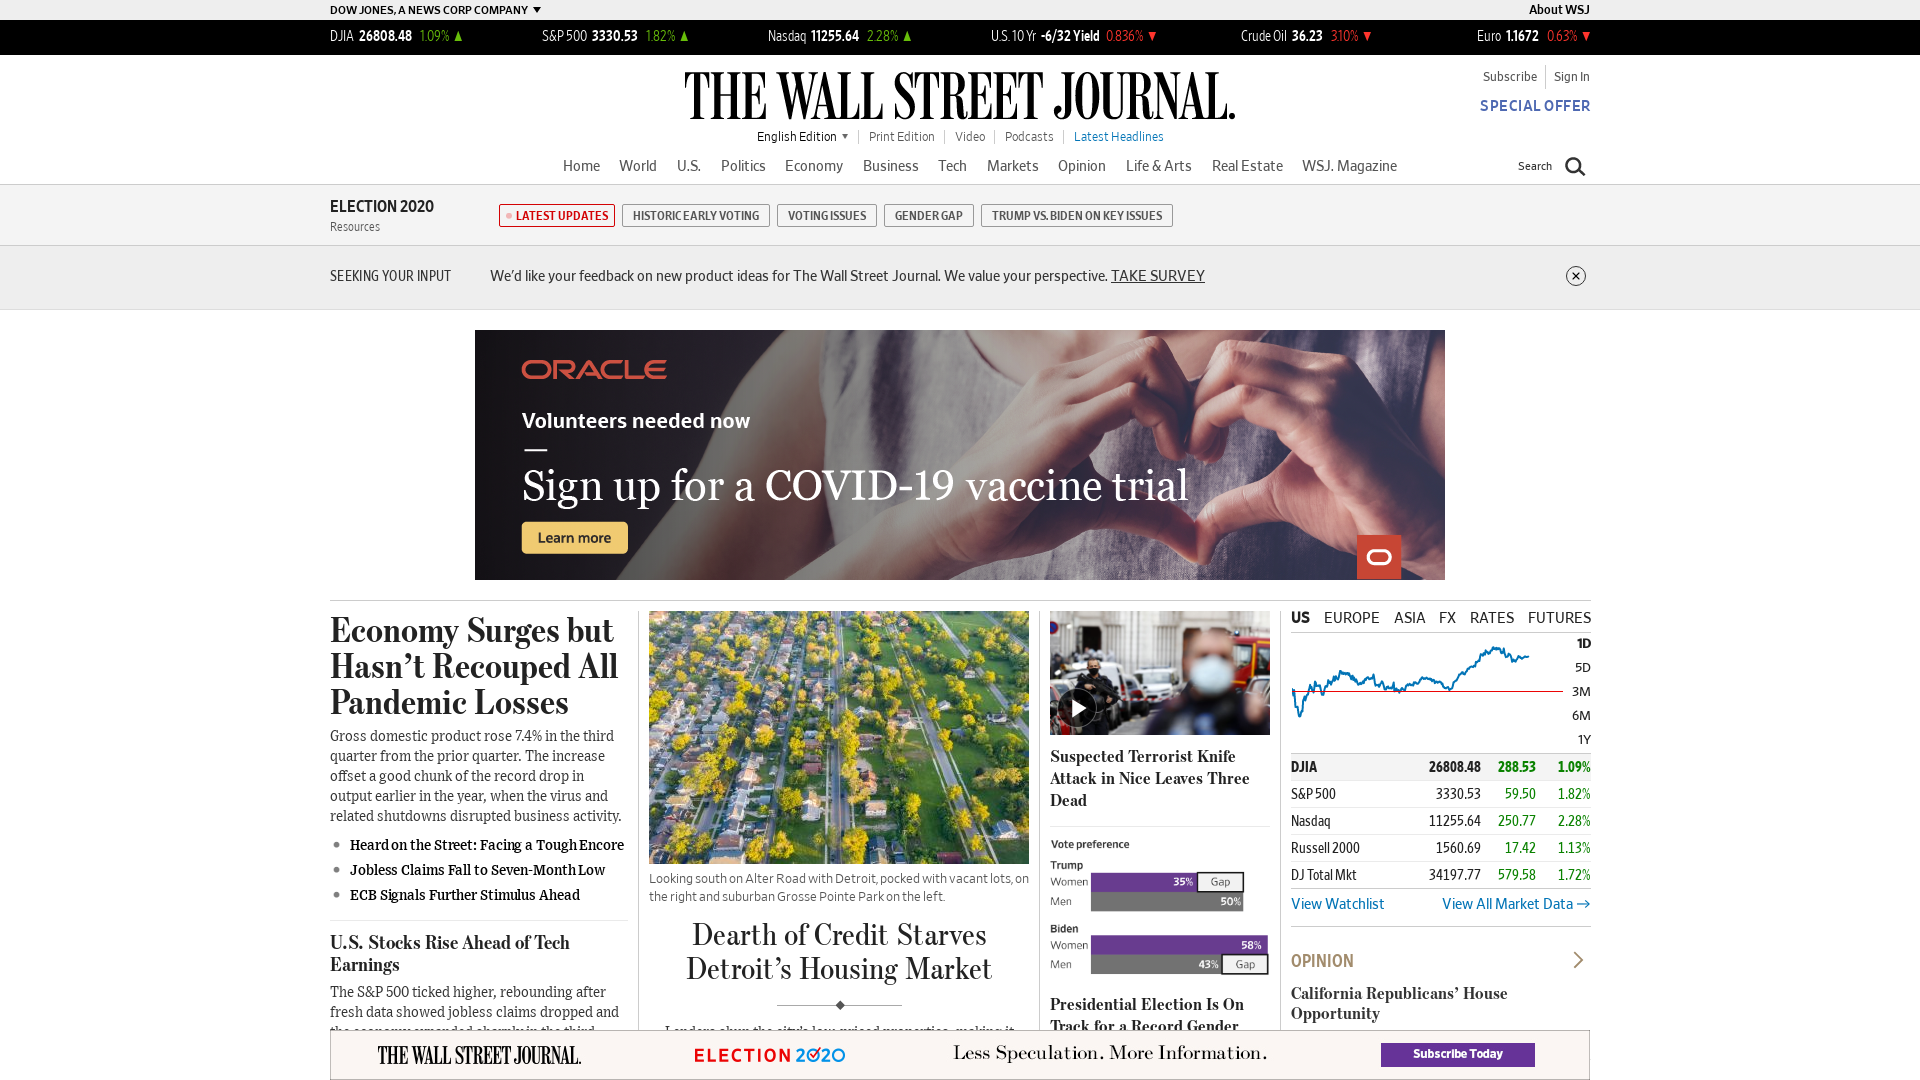 DOW JONES, A NEWS CORP COMPANY
About WSJ
DJIA 26808.48 1.09%
S&P 500 3330.53 1.82%
Nasdaq 11255.64 2.28%
U.S. 10 Yr -6/32 Yield 0.836%
Crude Oil 36.23 3.10%
Euro 1.1672 0.63%
THE WALL STREET JOURNAL.
Subscribe
Sign In
SPECIAL OFFER
English Edition
Print Edition
Video
Podcasts
Latest Headlines
Home
World
U.S.
Politics
Economy
Business
Tech
Markets
Opinion
Life & Arts
Real Estate
WSJ. Magazine
Search
ELECTION 2020
Resources
LATEST UPDATES
HISTORIC EARLY VOTING
VOTING ISSUES
GENDER GAP
TRUMP VS. BIDEN ON KEY ISSUES
SEEKING YOUR INPUT
We'd like your feedback on new product ideas for The Wall Street Journal. We value your perspective. TAKE SURVEY
ORACLE
Volunteers needed now
Sign up for a COVID-19 vaccine trial
Learn more
Economy Surges but
Hasn't Recouped All
Pandemic Losses
Gross domestic product rose 7.4% in the third
quarter from the prior quarter. The increase
offset a good chunk of the record drop in
output earlier in the year, when the virus and
related shutdowns disrupted business activity.
Heard on the Street: Facing a Tough Encore
Jobless Claims Fall to Seven-Month Low
ECB Signals Further Stimulus Ahead
U.S. Stocks Rise Ahead of Tech
Earnings
The S&P 500 ticked higher, rebounding after
fresh data showed jobless claims dropped and
the economy expanded sharply in the third
Looking south on Alter Road with Detroit, pocked with vacant lots, on
the right and suburban Grosse Pointe Park on the left.
Dearth of Credit Starves
Detroit's Housing Market
Lenders shun the city's low-priced properties, making it
Suspected Terrorist Knife
Attack in Nice Leaves Three
Dead
Vote preference
Trump
Women 35% Gap
Men 50%
Biden
Women 58%
Men 43% Gap
Presidential Election Is On
Track for a Record Gender
US
EUROPE
ASIA
FX
RATES
FUTURES
1D
5D
3M
6M
1Y
DJIA 26808.48 288.53 1.09%
S&P 500 3330.53 59.50 1.82%
Nasdaq 11255.64 250.77 2.28%
Russell 2000 1560.69 17.42 1.13%
DJ Total Mkt 34197.77 579.58 1.72%
View Watchlist
View All Market Data
OPINION
California Republicans' House
Opportunity
THE WALL STREET JOURNAL.
ELECTION 2020
Less Speculation. More Information.
Subscribe Today